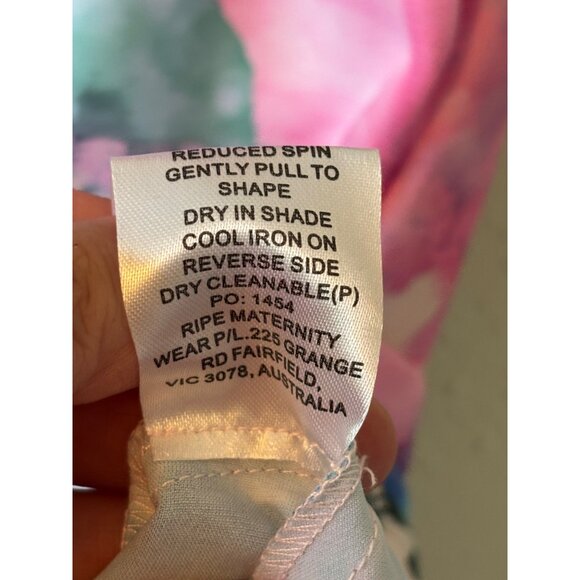 REDUCED SPIN
GENTLY PULL TO
SHAPE
DRY IN SHADE
COOL IRON ON
REVERSE SIDE
DRY CLEANABLE(P)
PO: 1454
RIPE MATERNITY
WEAR P/L.225 GRANGE
RD FAIRFIELD,
VIC 3078, AUSTRALIA